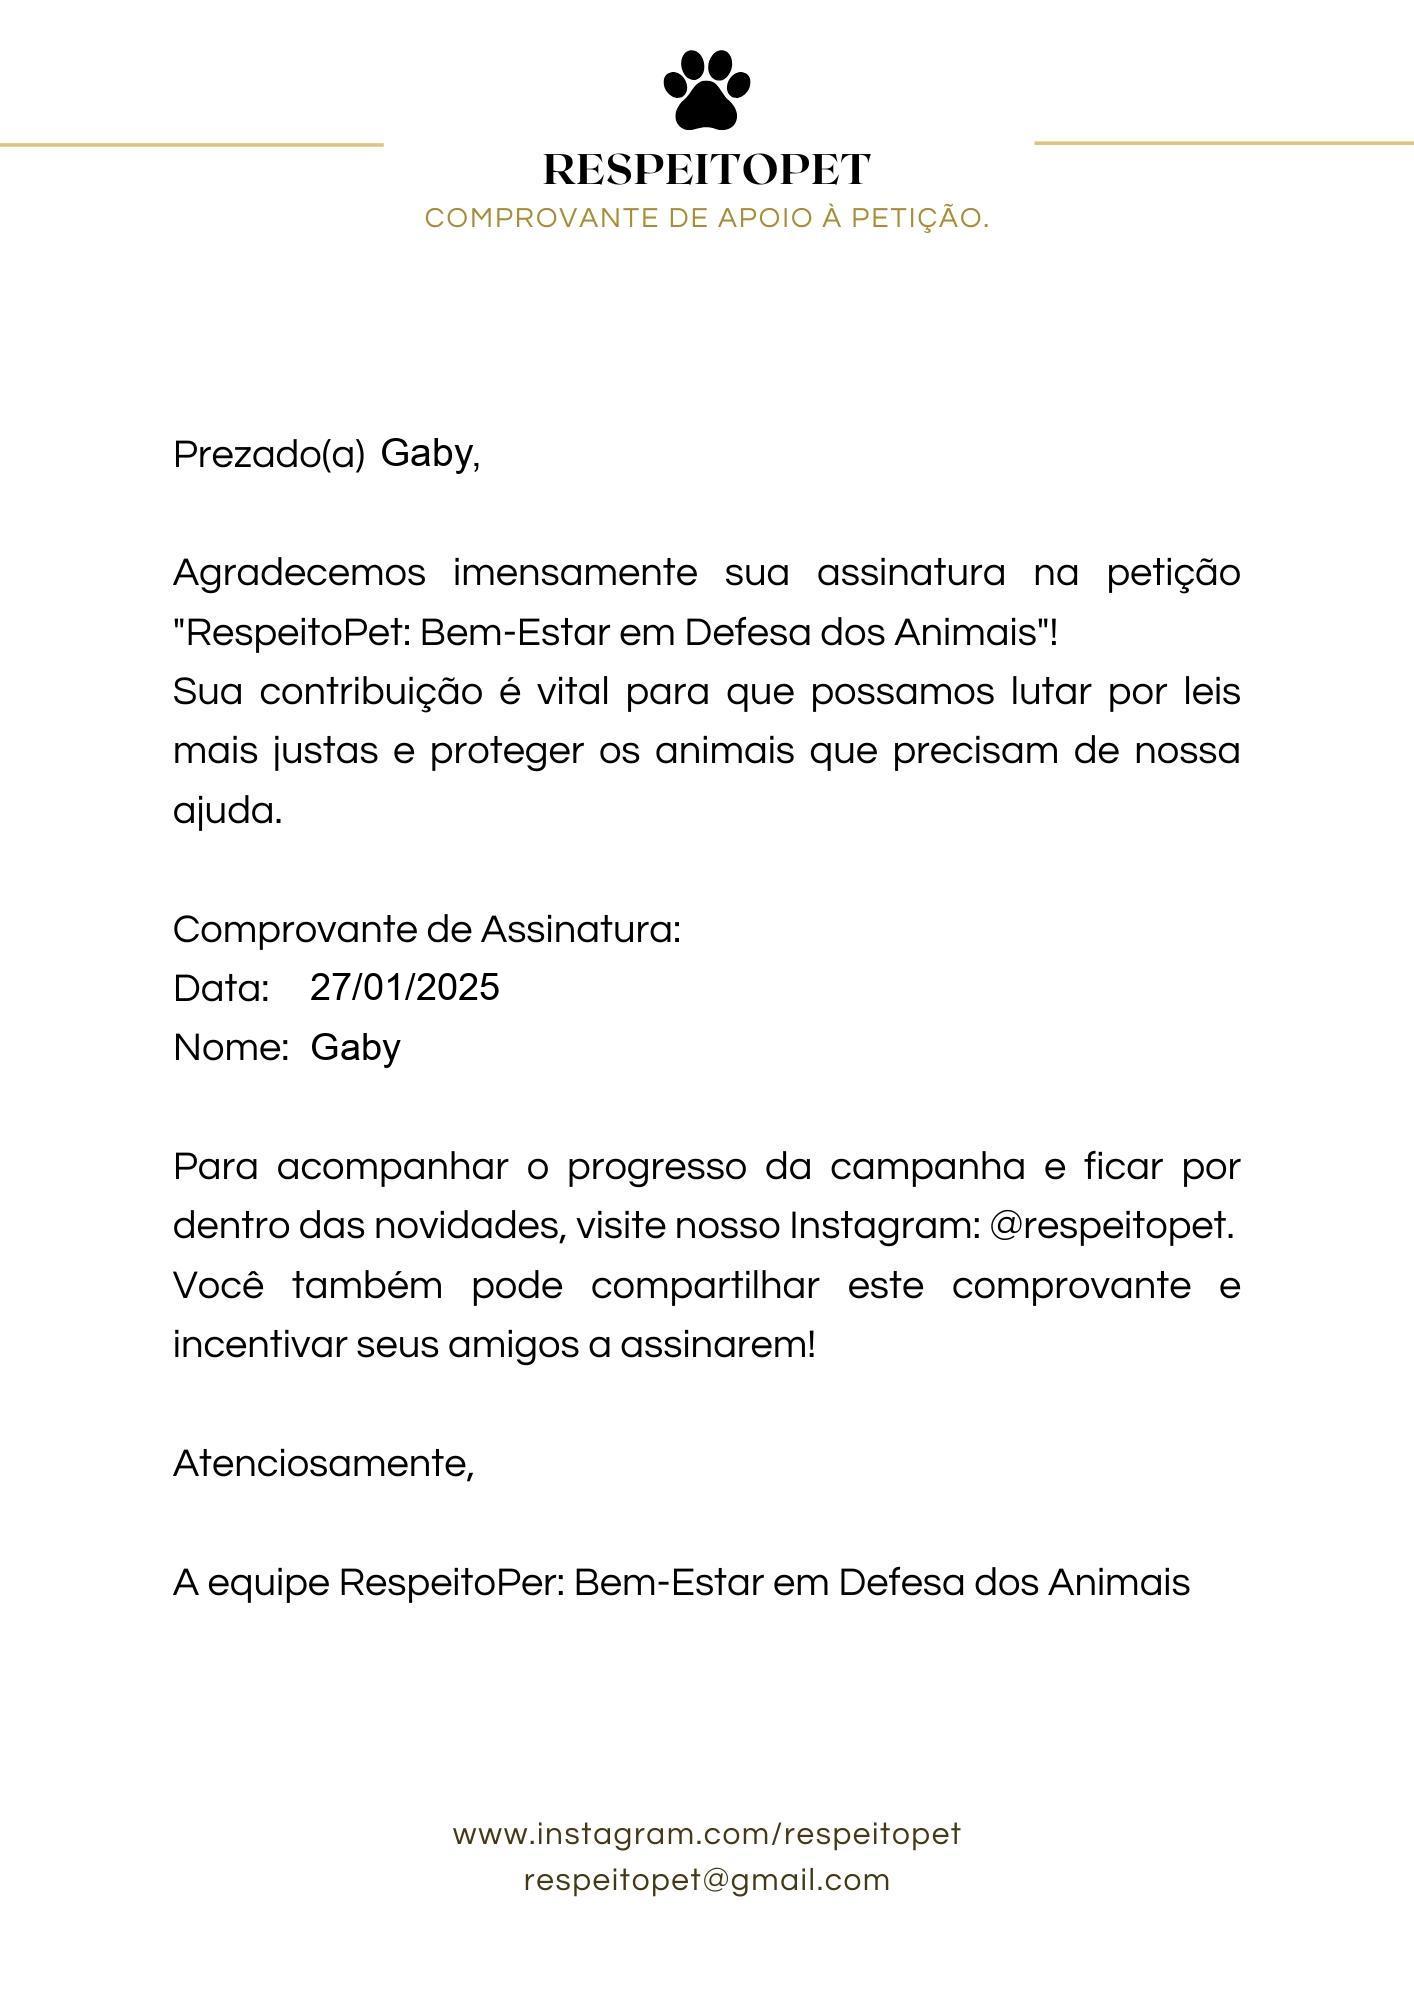 RESPEITOPET
COMPROVANTE DE APOIO À PETIÇÃO.
Prezado(a) Gaby,
Agradecemos imensamente sua assinatura na petição
"RespeitoPet: Bem-Estar em Defesa dos Animais"!
Sua contribuição é vital para que possamos lutar por leis
mais justas e proteger os animais que precisam de nossa
ajuda.
Comprovante de Assinatura:
Data: 27/01/2025
Nome: Gaby
Para acompanhar o progresso da campanha e ficar por
dentro das novidades, visite nosso Instagram: @respeitopet.
Você também pode compartilhar este comprovante e
incentivar seus amigos a assinarem!
Atenciosamente,
A equipe RespeitoPer: Bem-Estar em Defesa dos Animais
www.instagram.com/respeitopet
respeitopet@gmail.com